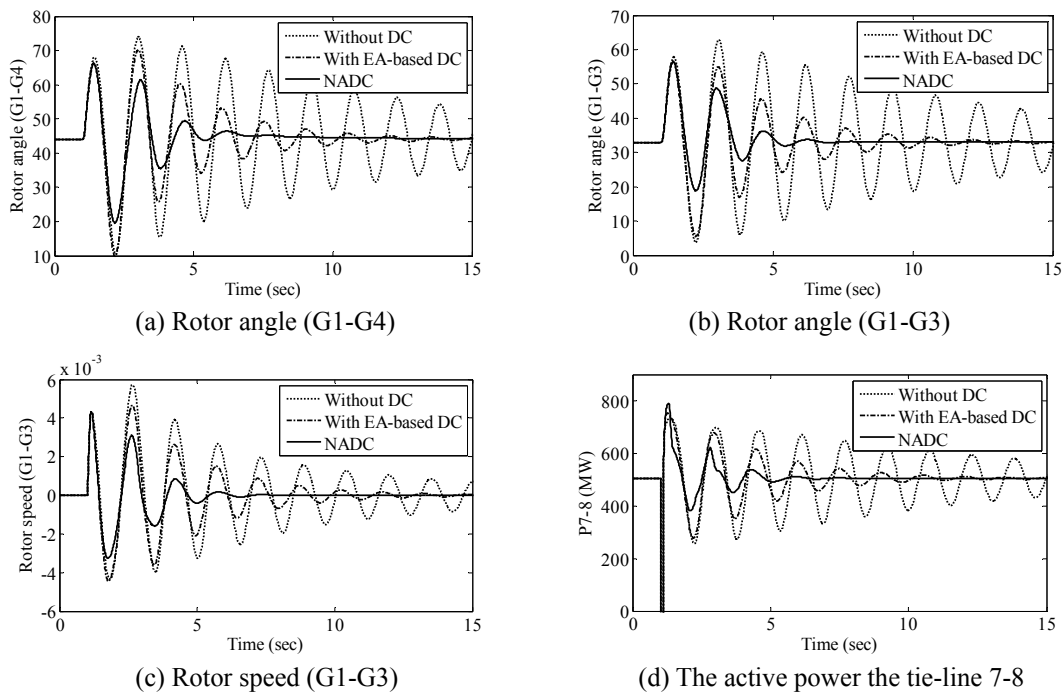 80
70
60
50
40
30
20
10
0
5
10
15
Rotor angle (G1-G4)
Time (sec)
Without DC
With EA-based DC
NADC
(a) Rotor angle (G1-G4)
70
60
50
40
30
20
10
0
0
5
10
15
Rotor angle (G1-G3)
Time (sec)
Without DC
With EA-based DC
NADC
(b) Rotor angle (G1-G3)
x 10-3
6
4
2
0
-2
-4
-6
0
5
10
15
Rotor speed (G1-G3)
Time (sec)
Without DC
With EA-based DC
NADC
(c) Rotor speed (G1-G3)
800
600
400
200
0
0
5
10
15
P7-8 (MW)
Time (sec)
Without DC
With EA-based DC
NADC
(d) The active power the tie-line 7-8